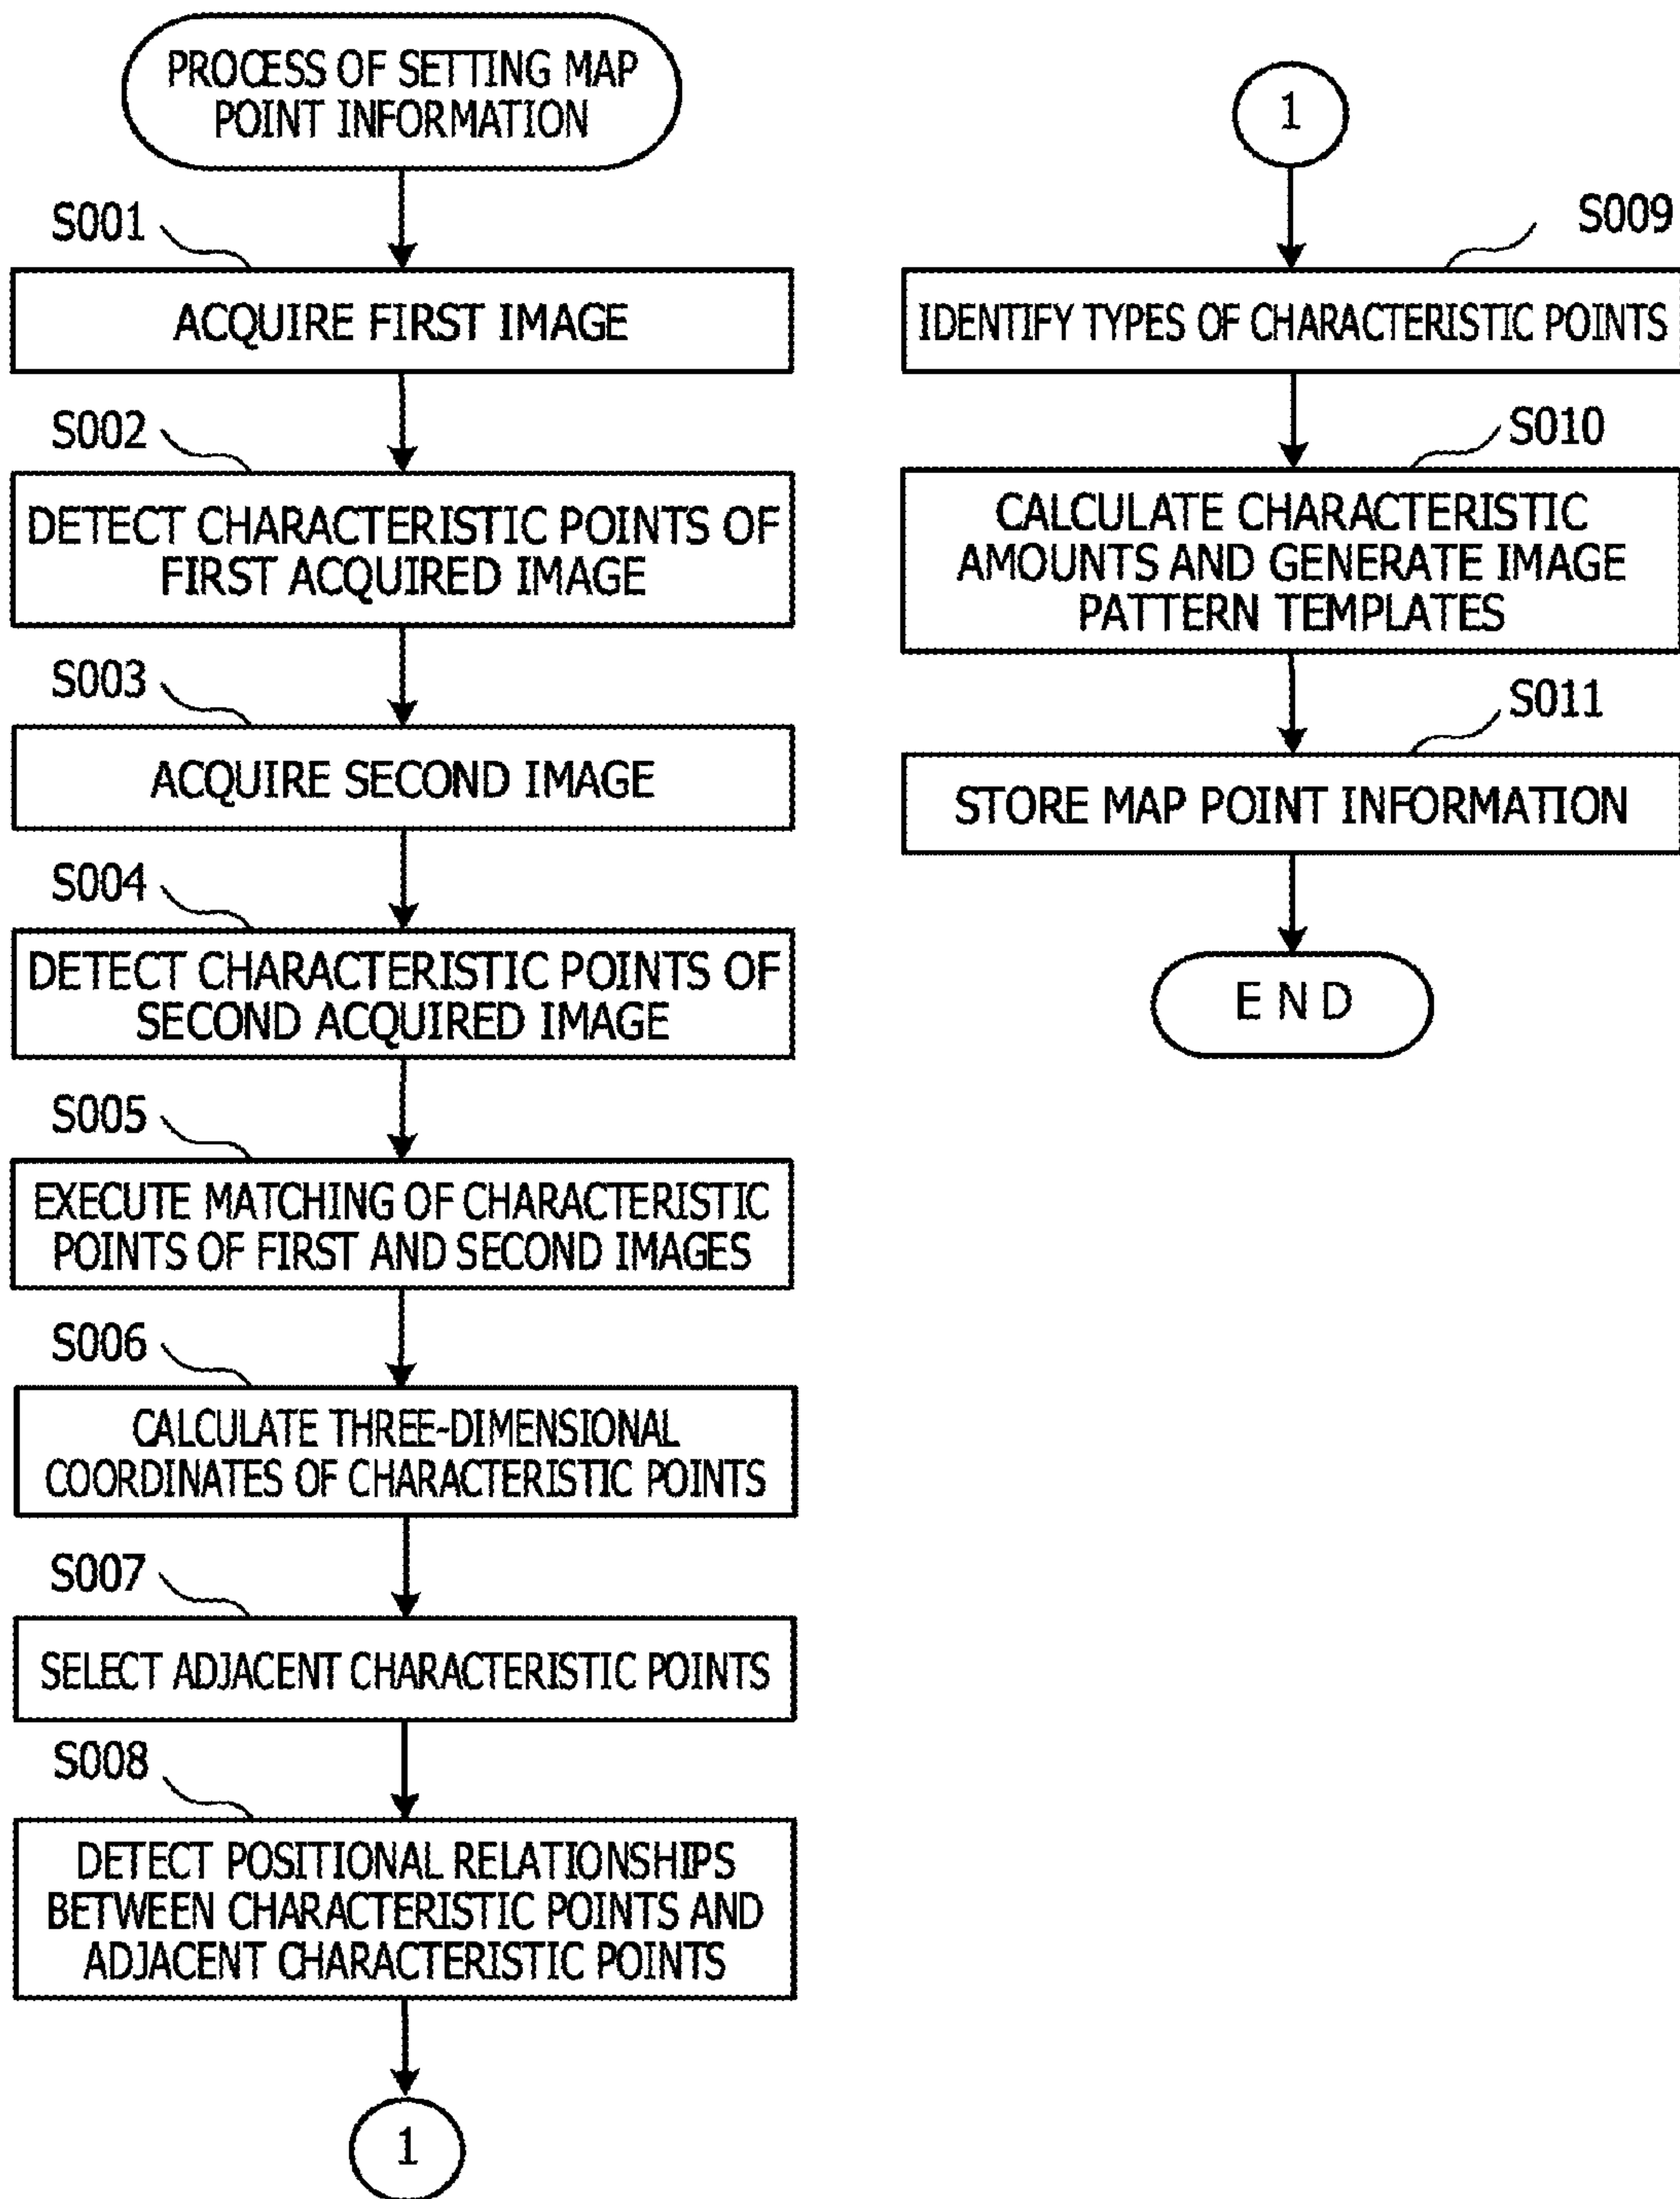 PROCESS OF SETTING MAP
POINT INFORMATION
S001
ACQUIRE FIRST IMAGE
S002
DETECT CHARACTERISTIC POINTS OF
FIRST ACQUIRED IMAGE
S003
ACQUIRE SECOND IMAGE
S004
DETECT CHARACTERISTIC POINTS OF
SECOND ACQUIRED IMAGE
S005
EXECUTE MATCHING OF CHARACTERISTIC
POINTS OF FIRST AND SECOND IMAGES
S006
CALCULATE THREE-DIMENSIONAL
COORDINATES OF CHARACTERISTIC POINTS
S007
SELECT ADJACENT CHARACTERISTIC POINTS
S008
DETECT POSITIONAL RELATIONSHIPS
BETWEEN CHARACTERISTIC POINTS AND
ADJACENT CHARACTERISTIC POINTS
1
1
S009
IDENTIFY TYPES OF CHARACTERISTIC POINTS
S010
CALCULATE CHARACTERISTIC
AMOUNTS AND GENERATE IMAGE
PATTERN TEMPLATES
S011
STORE MAP POINT INFORMATION
END